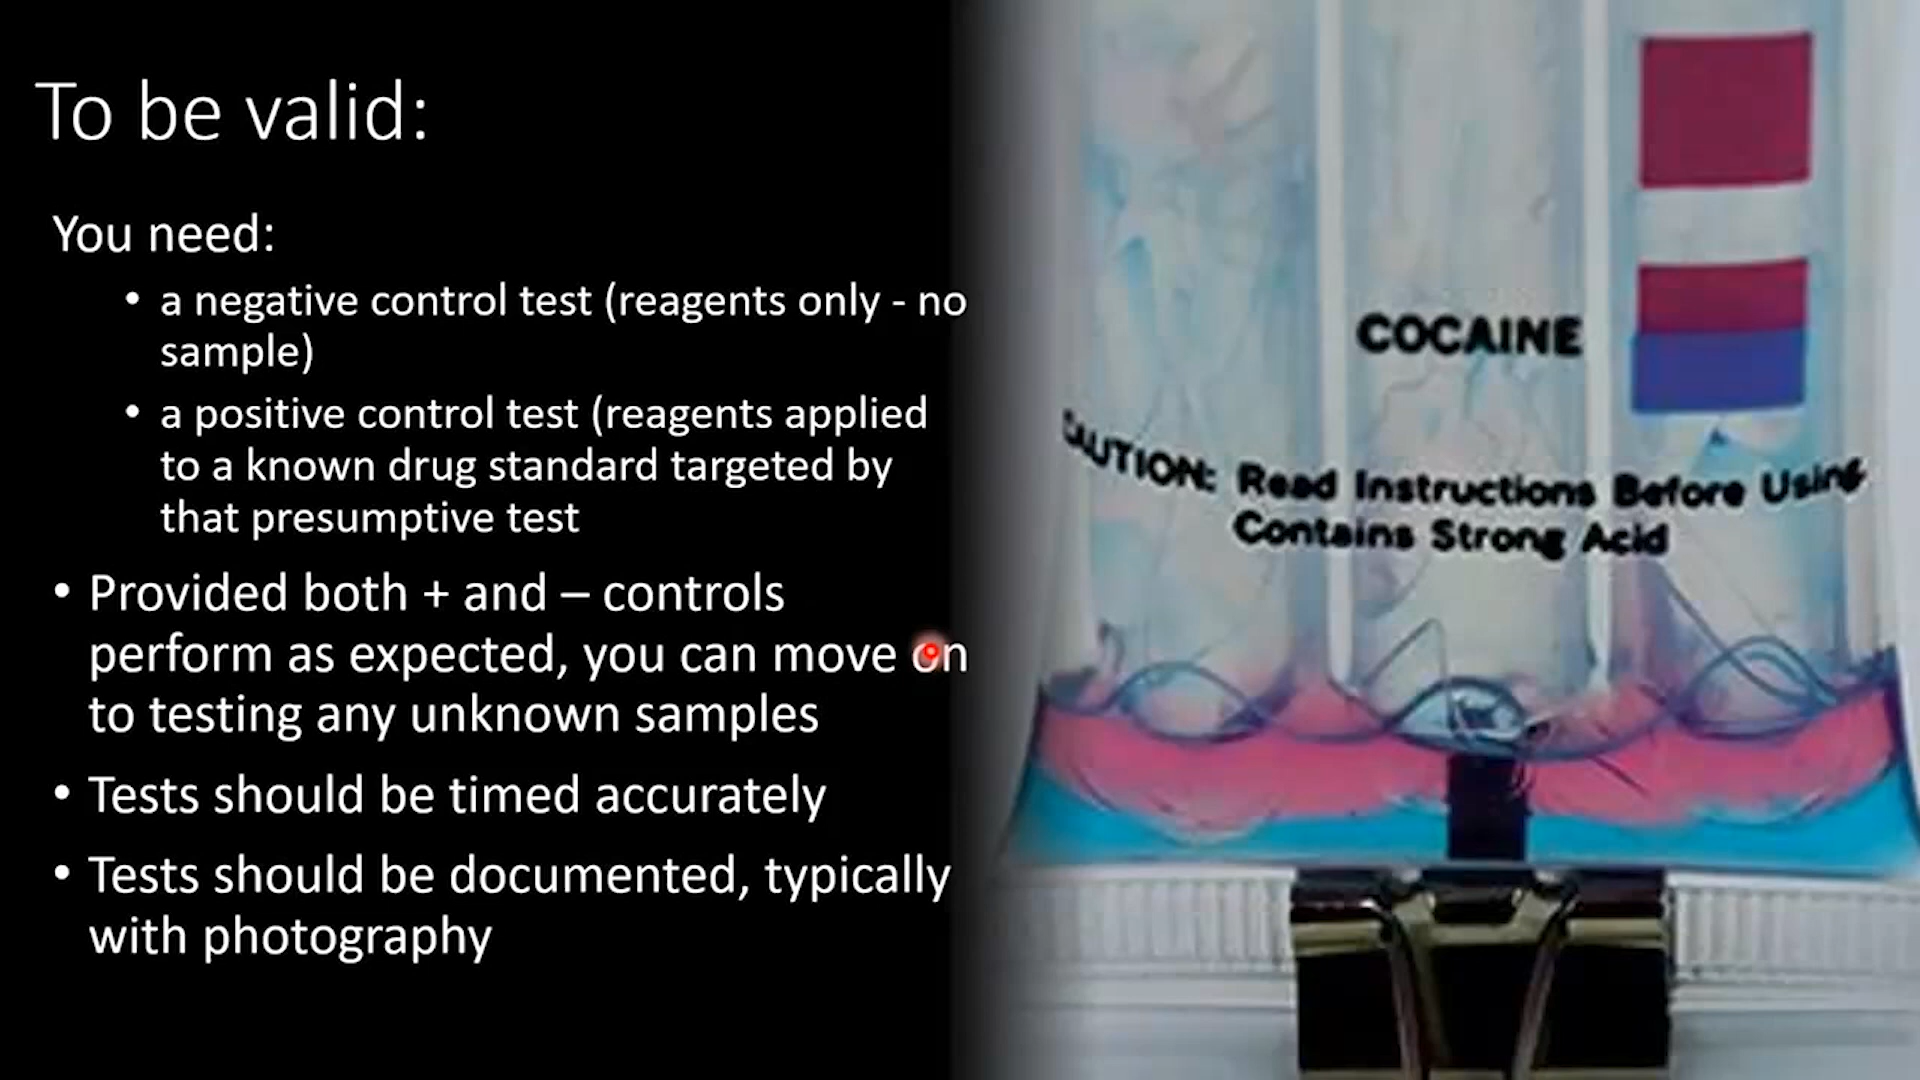 To be valid:
You need:
• a negative control test (reagents only - no
sample)
• a positive control test (reagents applied
to a known drug standard targeted by
that presumptive test
• Provided both + and – controls
perform as expected, you can move on
to testing any unknown samples
• Tests should be timed accurately
• Tests should be documented, typically
with photography
COCAINE
CAUTION: Read Instructions Before Using
Contains Strong Acid